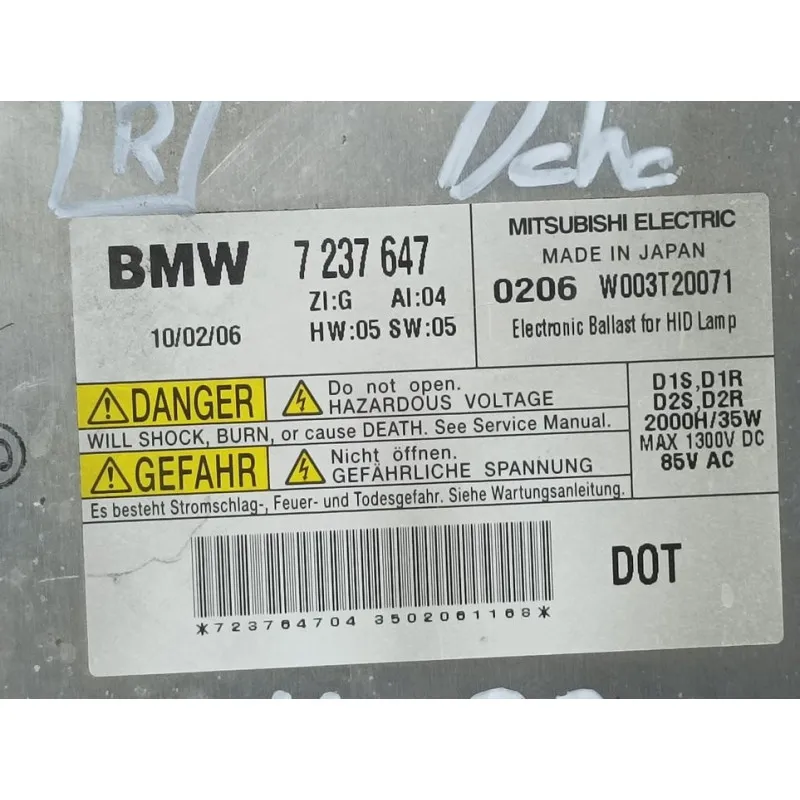 R Dcha
BMW 7 237 647
ZI:G AI:04
10/02/06 HW:05 SW:05
MITSUBISHI ELECTRIC
MADE IN JAPAN
0206 W003T20071
Electronic Ballast for HID Lamp
DANGER Do not open.
HAZARDOUS VOLTAGE
WILL SHOCK, BURN, or cause DEATH. See Service Manual.
GEFAHR Nicht öffnen.
GEFÄHRLICHE SPANNUNG
Es besteht Stromschlag-, Feuer- und Todesgefahr. Siehe Wartungsanleitung.
D1S,D1R
D2S,D2R
2000H/35W
MAX 1300V DC
85V AC
DOT
*723764704 3502061168*